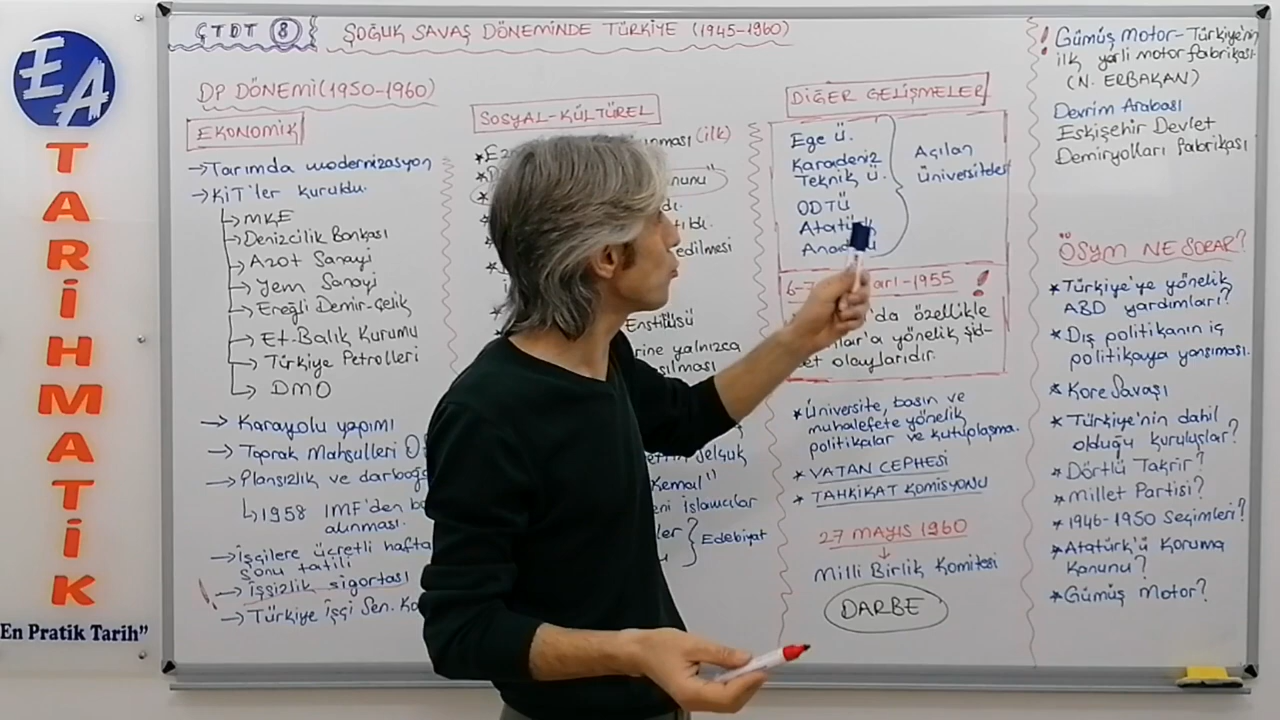 EA
TARİHMATİK
En Pratik Tarih”
ÇTDT 8
SOĞUK SAVAŞ DÖNEMİNDE TÜRKİYE (1945-1960)
DP DÖNEMİ (1950-1960)
EKONOMİK
→ Tarımda modernizasyon
→ KİT'ler kuruldu.
→ MKE
→ Denizcilik Bankası
→ Azot Sanayi
→ Yem Sanayi
→ Ereğli Demir-Çelik
→ Et-Balık Kurumu
→ Türkiye Petrolleri
→ DMO
→ Karayolu yapımı
→ Toprak Mahsulleri
→ Plansızlık ve
↳ 1958 IMF'den
alınması.
→ İşçilere ücretli hafta
sonu tatili
! → İşsizlik sigortası
→ Türkiye İşçi Sen.
SOSYAL-KÜLTÜREL
(ilk)
edilmesi
Enstitüsü
yalnızca
Kemal"
İslamcılar
Edebiyat
DİĞER GELİŞMELER
Ege Ü.
Karadeniz
Teknik Ü.
ODTÜ
Açılan
Üniversiteler
1955 !
özellikle
yönelik şid-
olaylarıdır.
* Üniversite, basın ve
muhalefete yönelik
politikalar ve kutuplaşma.
* VATAN CEPHESİ
* TAHKİKAT KOMİSYONU
27 MAYIS 1960
↓
Milli Birlik Komitesi
DARBE
! Gümüş Motor- Türkiye'nin
ilk yerli motor fabrikası.
(N. ERBAKAN)
Devrim Arabası
Eskişehir Devlet
Demiryolları fabrikası
ÖSYM NE SORAR?
* Türkiye'ye yönelik
ABD yardımları?
* Dış politikanın iç
politikaya yansıması.
* Kore Savaşı
* Türkiye'nin dahil
olduğu kuruluşlar?
* Dörtlü Takrir?
* Millet Partisi?
* 1946-1950 Seçimleri?
* Atatürk'ü Koruma
Kanunu?
* Gümüş Motor?